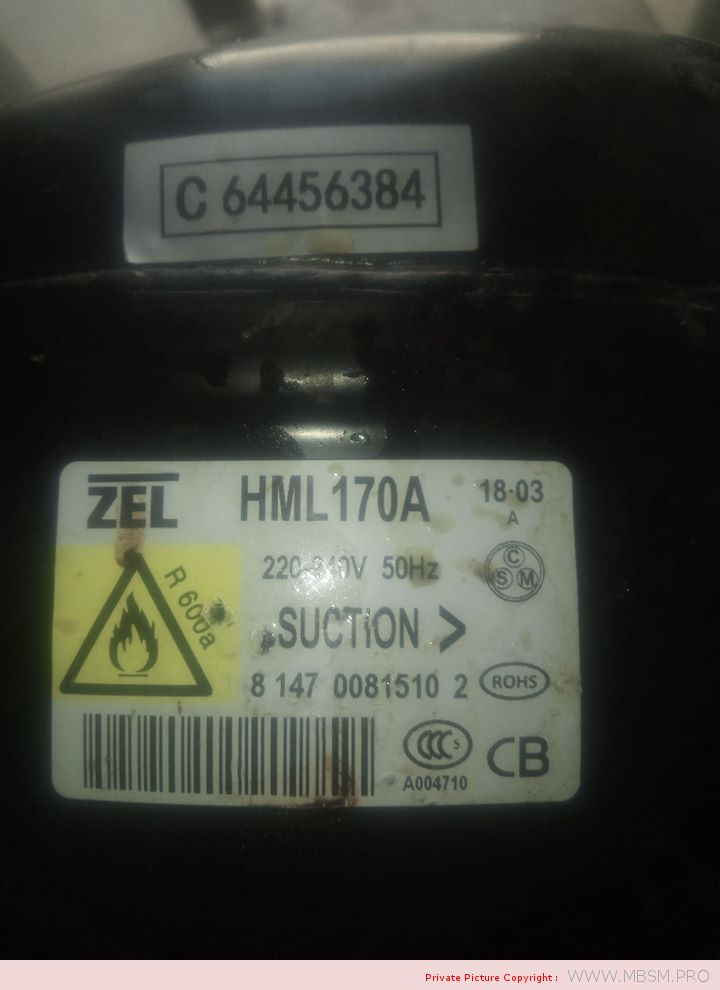 C 64456384
ZEL
HML170A
18·03
A
R 600a
220-240V 50Hz
C
S M
SUCTION >
8 147 0081510 2
ROHS
CCC S
A004710
CB
Private Picture Copyright : WWW.MBSM.PRO